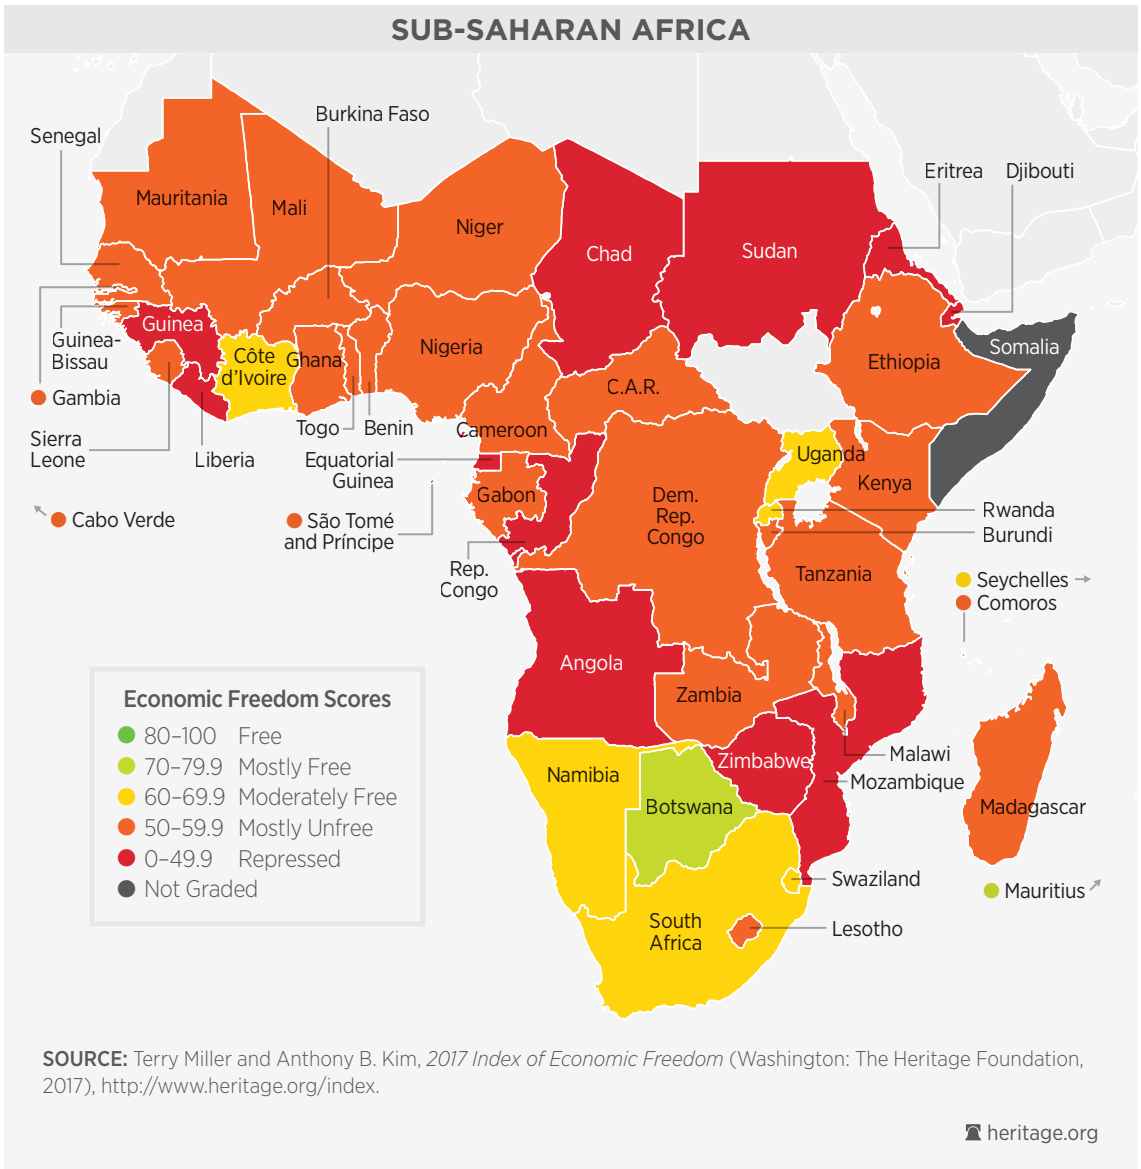 SUB-SAHARAN AFRICA
Burkina Faso
Senegal
Eritrea
Djibouti
Mauritania
Mali
Niger
Chad
Sudan
Guinea
Guinea-
Bissau
Côte
d'Ivoire
Ghana
Nigeria
Ethiopia
Somalia
Gambia
C.A.R.
Togo
Benin
Cameroon
Sierra
Leone
Liberia
Equatorial
Guinea
Uganda
Kenya
Gabon
Dem.
Rep.
Congo
Rwanda
Burundi
Cabo Verde
São Tomé
and Príncipe
Rep.
Congo
Tanzania
Seychelles
Comoros
Angola
Zambia
Malawi
Mozambique
Zimbabwe
Namibia
Botswana
Madagascar
Swaziland
Mauritius
South
Africa
Lesotho
Economic Freedom Scores
80–100 Free
70–79.9 Mostly Free
60–69.9 Moderately Free
50–59.9 Mostly Unfree
0–49.9 Repressed
Not Graded
SOURCE: Terry Miller and Anthony B. Kim, 2017 Index of Economic Freedom (Washington: The Heritage Foundation,
2017), http://www.heritage.org/index.
heritage.org